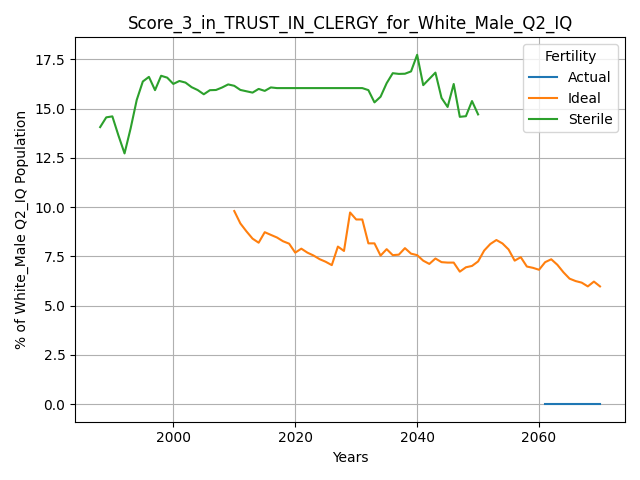 Score_3_in_TRUST_IN_CLERGY_for_White_Male_Q2_IQ
Fertility
Actual
Ideal
Sterile
% of White_Male Q2_IQ Population
17.5
15.0
12.5
10.0
7.5
5.0
2.5
0.0
2000
2020
2040
2060
Years